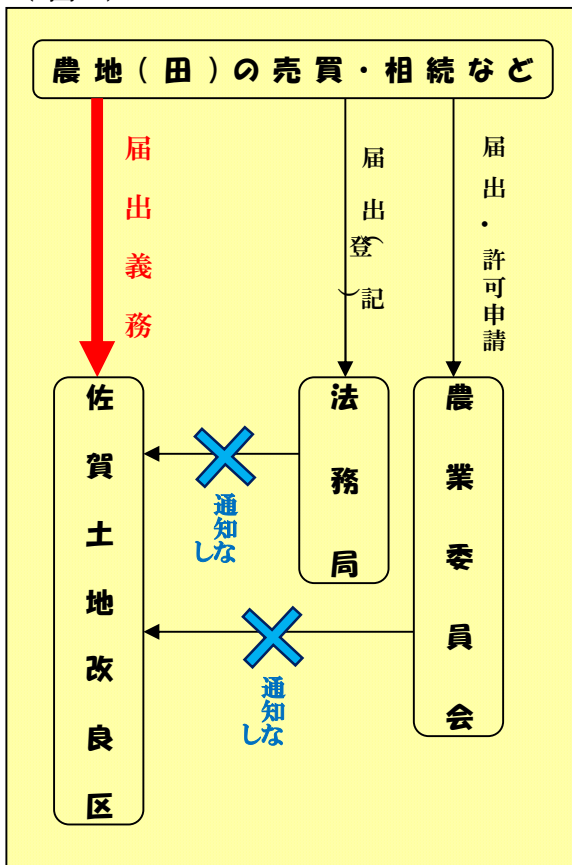 農地(田)の売買・相続など
届出義務
届出(登記)
届出・許可申請
佐賀土地改良区
法務局
農業委員会
通知なし
通知なし